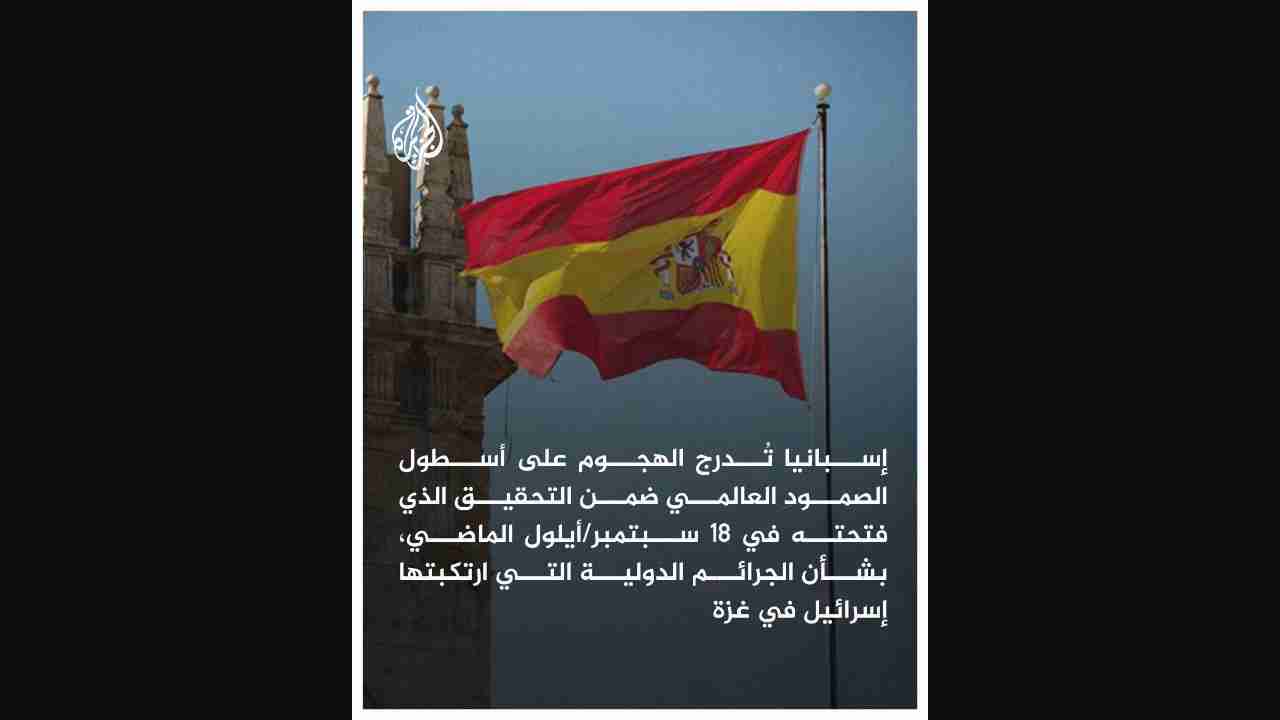 الجزيرة
إسبانيا تُدرج الهجوم على أسطول
الصمود العالمي ضمن التحقيق الذي
فتحته في 18 سبتمبر/أيلول الماضي،
بشأن الجرائم الدولية التي ارتكبتها
إسرائيل في غزة